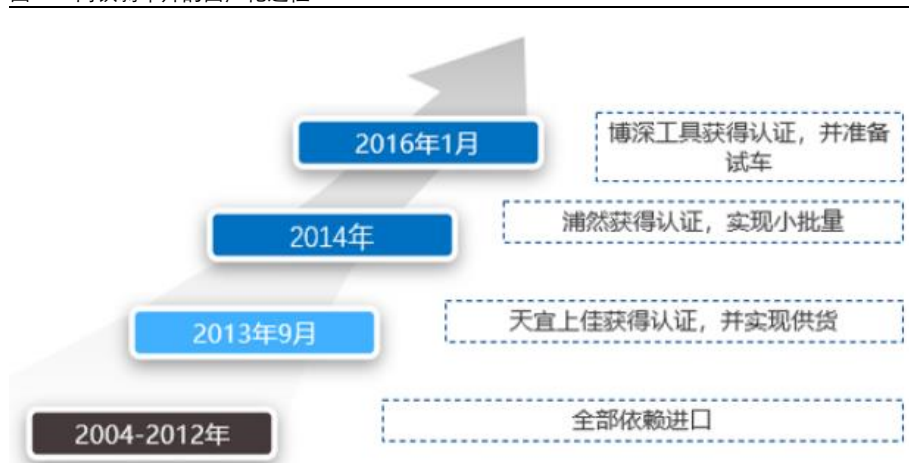 2016年1月
博深工具获得认证，并准备
试车
2014年
浦然获得认证，实现小批量
2013年9月
天宜上佳获得认证，并实现供货
2004-2012年
全部依赖进口